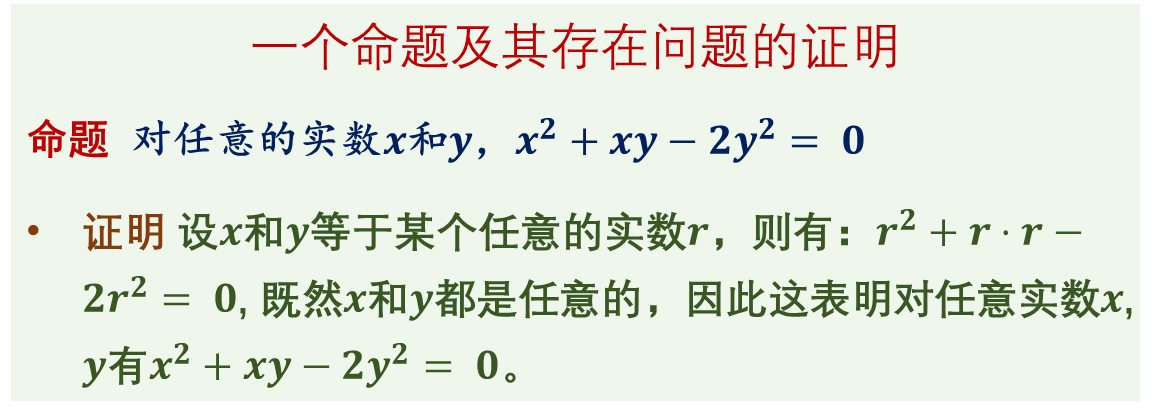 一个命题及其存在问题的证明
命题 对任意的实数x和y，x² + xy − 2y² = 0
• 证明 设x和y等于某个任意的实数r，则有：r² + r · r −
2r² = 0, 既然x和y都是任意的，因此这表明对任意实数x,
y有x² + xy − 2y² = 0。